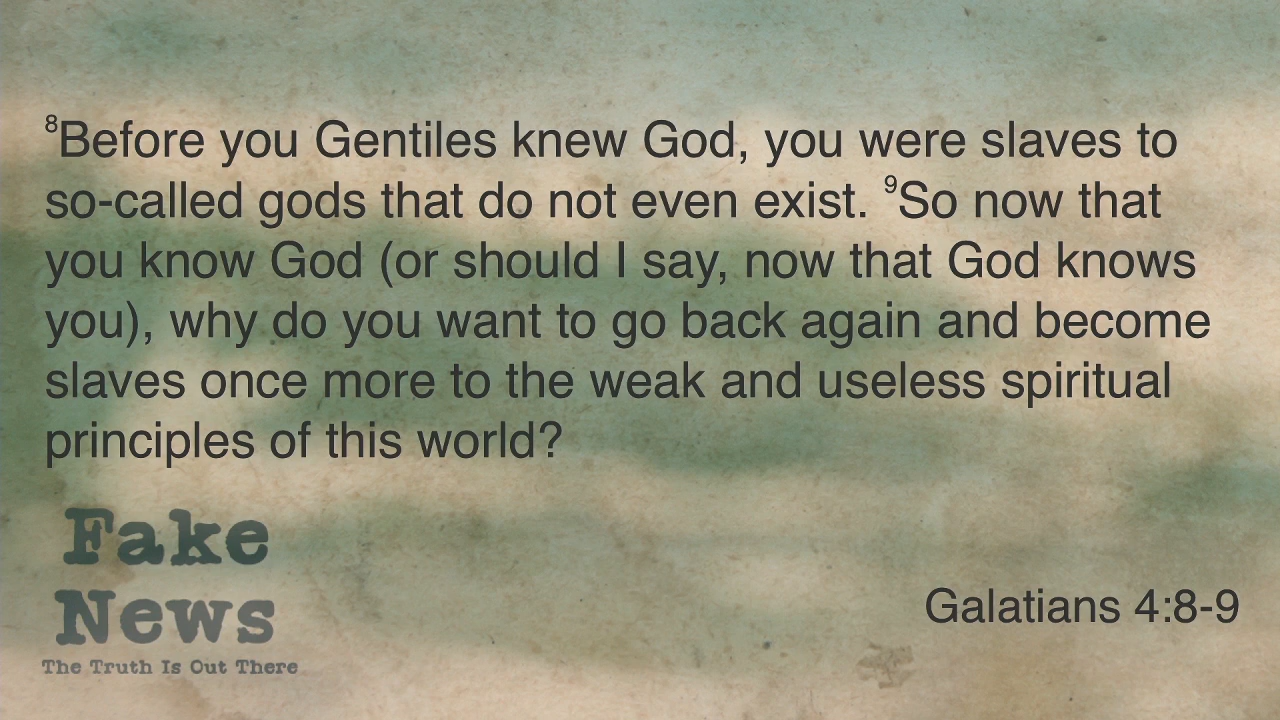 ⁸Before you Gentiles knew God, you were slaves to
so-called gods that do not even exist. ⁹So now that
you know God (or should I say, now that God knows
you), why do you want to go back again and become
slaves once more to the weak and useless spiritual
principles of this world?
Fake
News
The Truth Is Out There
Galatians 4:8-9